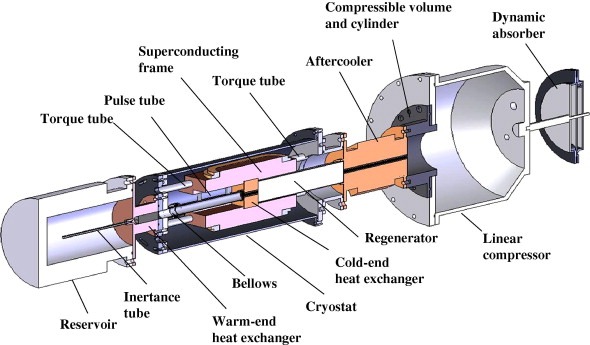 Compressible volume
and cylinder
Dynamic
absorber
Superconducting
frame
Aftercooler
Torque tube
Pulse tube
Torque tube
Regenerator
Linear
compressor
Cold-end
heat exchanger
Bellows
Cryostat
Inertance
tube
Reservoir
Warm-end
heat exchanger